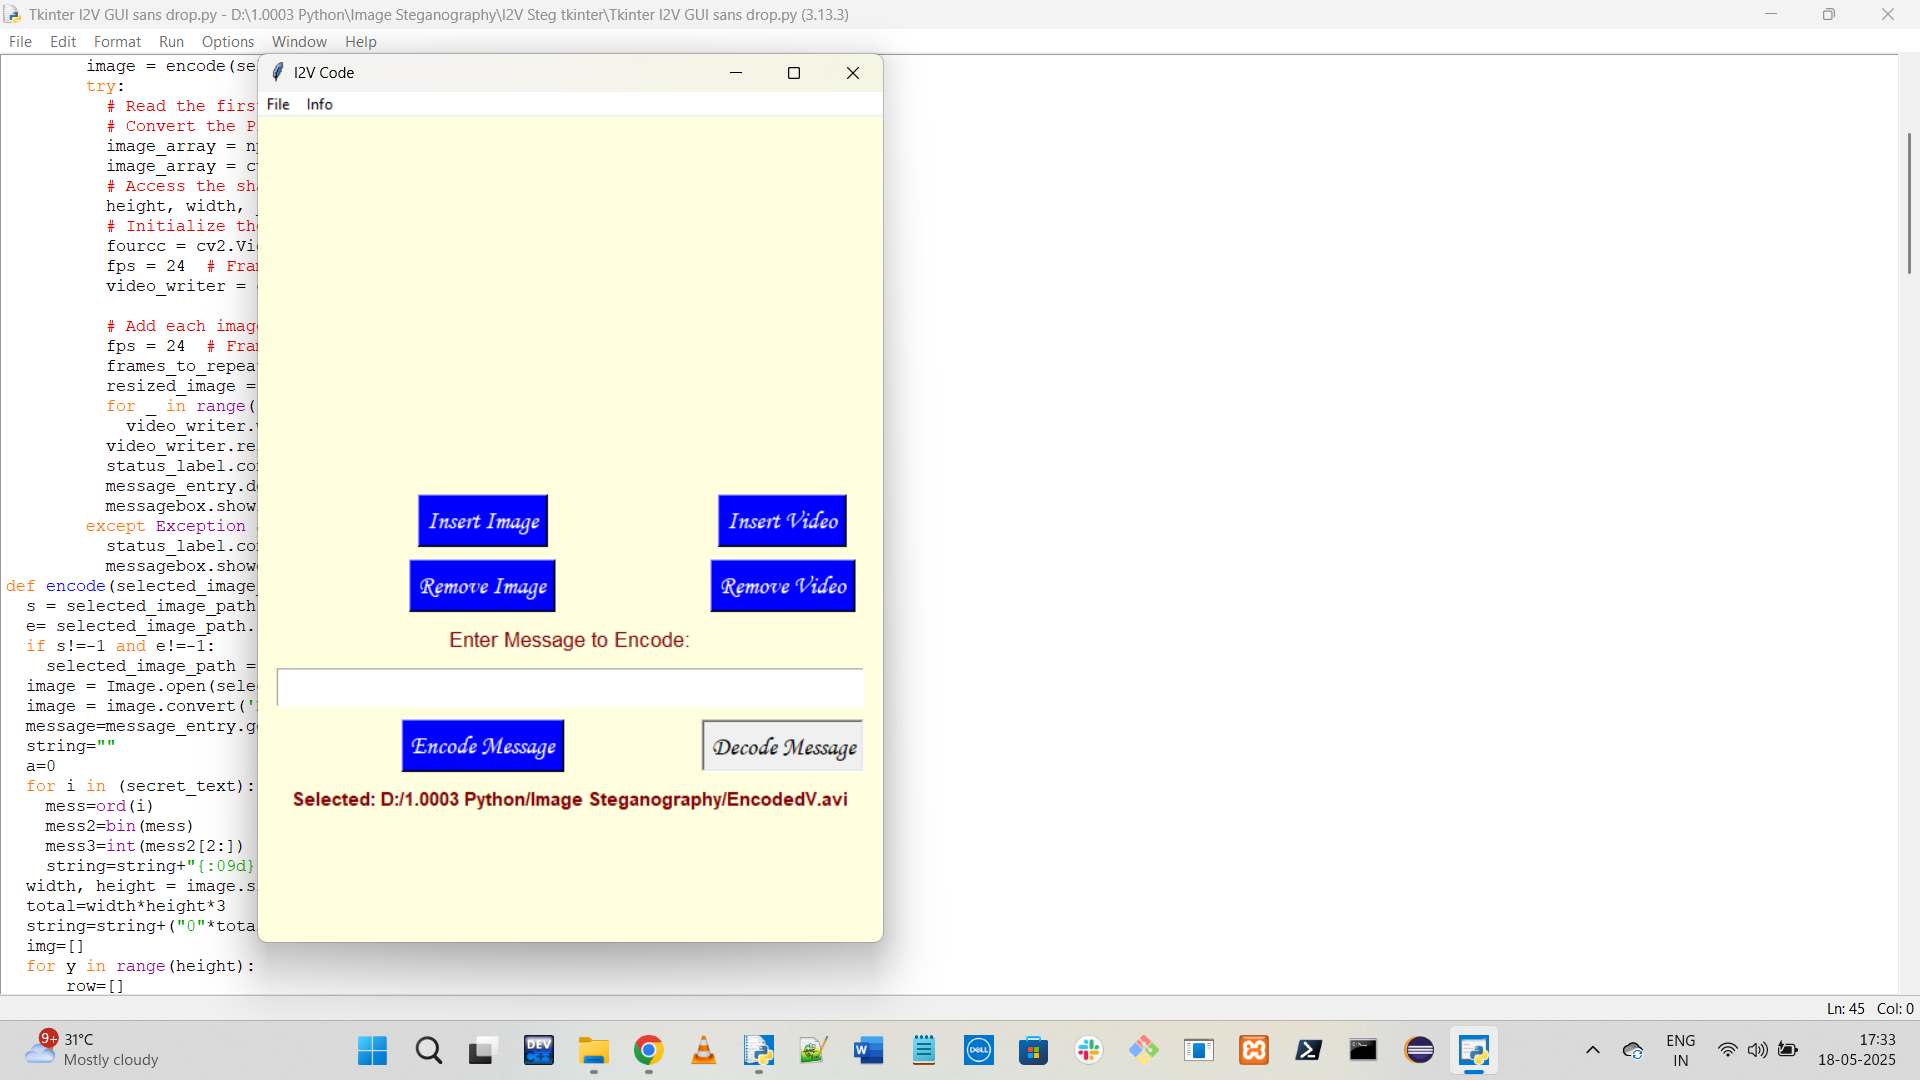 Tkinter I2V GUI sans drop.py - D:\1.0003 Python\Image Steganography\I2V Steg tkinter\Tkinter I2V GUI sans drop.py (3.13.3)
File Edit Format Run Options Window Help
image = encode(se
try:
# Read the firs
# Convert the P
image_array = n
image_array = c
# Access the sh
height, width, _
# Initialize th
fourcc = cv2.Vi
fps = 24 # Fra
video_writer =
# Add each imag
fps = 24 # Fra
frames_to_repea
resized_image =
for _ in range(
video_writer.
video_writer.re
status_label.co
message_entry.d
messagebox.show
except Exception
status_label.co
messagebox.show
def encode(selected_image_
s = selected_image_path
e= selected_image_path.
if s!=-1 and e!=-1:
selected_image_path =
image = Image.open(sele
image = image.convert('
message=message_entry.g
string=""
a=0
for i in (secret_text):
mess=ord(i)
mess2=bin(mess)
mess3=int(mess2[2:])
string=string+"{:09d}
width, height = image.s
total=width*height*3
string=string+("0"*tota
img=[]
for y in range(height):
row=[]
I2V Code
File Info
Insert Image Insert Video
Remove Image Remove Video
Enter Message to Encode:
Encode Message Decode Message
Selected: D:/1.0003 Python/Image Steganography/EncodedV.avi
Ln: 45 Col: 0
9+
31°C
Mostly cloudy
DEV
C++
W
DELL
ENG
IN
17:33
18-05-2025